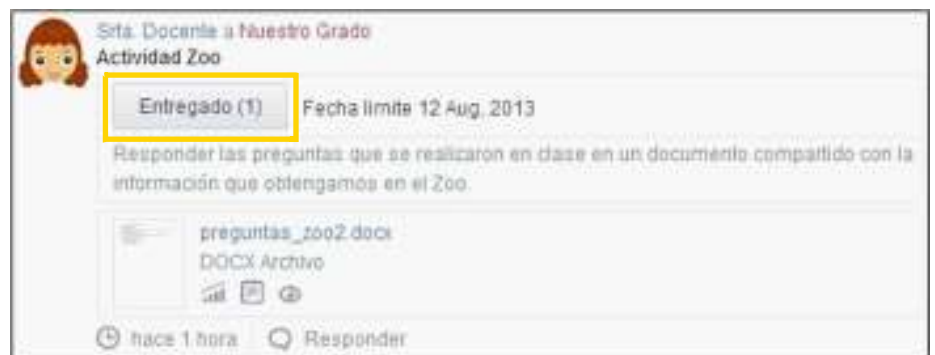 Srta. Docente a Nuestro Grado
Actividad Zoo
Entregado (1) Fecha límite 12 Aug, 2013
Responder las preguntas que se realizaron en clase en un documento compartido con la
información que obtengamos en el Zoo.
preguntas_zoo2.docx
DOCX Archivo
hace 1 hora Responder